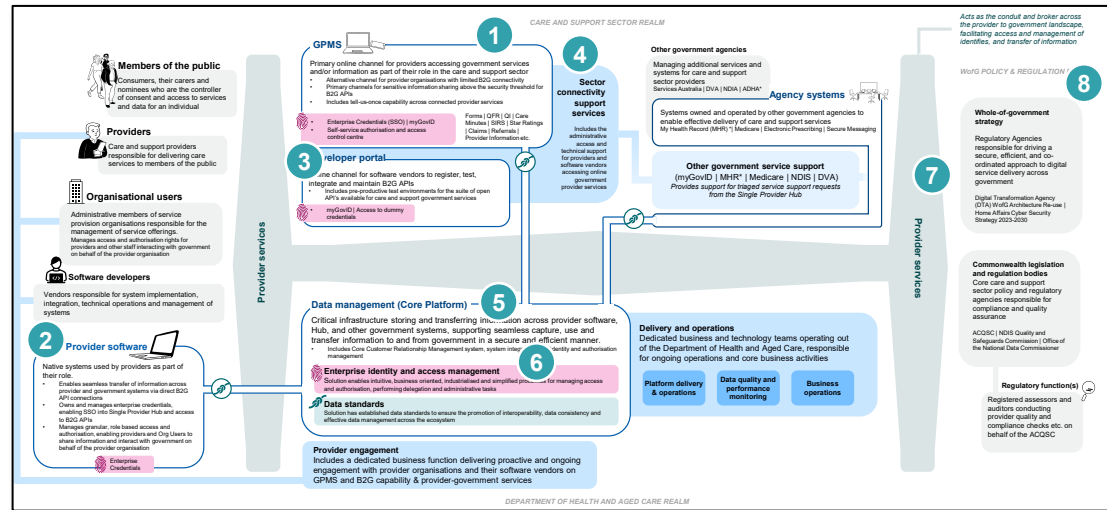 CARE AND SUPPORT SECTOR REALM
Acts as the conduit and broker across
the provider to government landscape,
facilitating access and management of
identifies, and transfer of information
Members of the public
Consumers, their carers and
nominees who are the controller
of consent and access to services
and data for an individual
Providers
Care and support providers
responsible for delivering care
services to members of the public
Organisational users
Administrative members of service
provision organisations responsible for the
management of service offerings.
Manages access and authorisation rights for
providers and other staff interacting with government
on behalf of the provider organisation
Software developers
Vendors responsible for system implementation,
integration, technical operations and management of
systems
2
Provider software
Native systems used by providers as part of
their role.
• Enables seamless transfer of information across
provider and government systems via direct B2G
API connections
• Owns and manages enterprise credentials,
enabling SSO into Single Provider Hub and access
to B2G APIs
• Manages granular, role based access and
authorisation, enabling providers and Org Users to
share information and interact with government on
behalf of the provider organisation
Enterprise
Credentials
Provider services
1
GPMS
Primary online channel for providers accessing government services
and/or information as part of their role in the care and support sector
• Alternative channel for provider organisations with limited B2G connectivity
• Primary channels for sensitive information sharing above the security threshold for
B2G APIs
• Includes tell-us-once capability across connected provider services
• Enterprise Credentials (SSO) | myGovID
• Self-service authorisation and access
control centre
Forms | QFR | QI | Care
Minutes | SIRS | Star Ratings
| Claims | Referrals |
Provider Information etc.
3
veloper portal
ine channel for software vendors to register, test,
integrate and maintain B2G APIs
• Includes pre-productive test environments for the suite of open
API's available for care and support government services
• myGovID | Access to dummy
credentials
4
Sector
connectivity
support
services
Includes the
administrative
access and
technical support
for providers and
software vendors
accessing online
government
provider services
Other government agencies
Managing additional services and
systems for care and support
sector providers
Services Australia | DVA | NDIA | ADHA*
Agency systems
Systems owned and operated by other government agencies to
enable effective delivery of care and support services
My Health Record (MHR) *| Medicare | Electronic Prescribing | Secure Messaging
Other government service support
(myGovID | MHR* | Medicare | NDIS | DVA)
Provides support for triaged service support requests
from the Single Provider Hub
5
Data management (Core Platform)
Critical infrastructure storing and transferring information across provider software,
Hub, and other government systems, supporting seamless capture, use and
transfer information to and from government in a secure and efficient manner.
• Includes Core Customer Relationship Management system, system integ
dentity and authorisation
management
6
Enterprise identity and access management
Solution enables intuitive, business oriented, industrialised and simplified
for managing access
and authorisation, performing delegation and administrative tasks
Data standards
Solution has established data standards to ensure the promotion of interoperability, data consistency and
effective data management across the ecosystem
Delivery and operations
Dedicated business and technology teams operating out
of the Department of Health and Aged Care, responsible
for ongoing operations and core business activities
Platform delivery
& operations
Data quality and
performance
monitoring
Business
operations
Provider engagement
Includes a dedicated business function delivering proactive and ongoing
engagement with provider organisations and their software vendors on
GPMS and B2G capability & provider-government services
7
Provider services
WofG POLICY & REGULATION
8
Whole-of-government
strategy
Regulatory Agencies
responsible for driving a
secure, efficient, and co-
ordinated approach to digital
service delivery across
government
Digital Transformation Agency
(DTA) WofG Architecture Re-use |
Home Affairs Cyber Security
Strategy 2023-2030
Commonwealth legislation
and regulation bodies
Core care and support
sector policy and regulatory
agencies responsible for
compliance and quality
assurance
ACQSC | NDIS Quality and
Safeguards Commission | Office of
the National Data Commissioner
Regulatory function(s)
Registered assessors and
auditors conducting
provider quality and
compliance checks etc. on
behalf of the ACQSC
DEPARTMENT OF HEALTH AND AGED CARE REALM